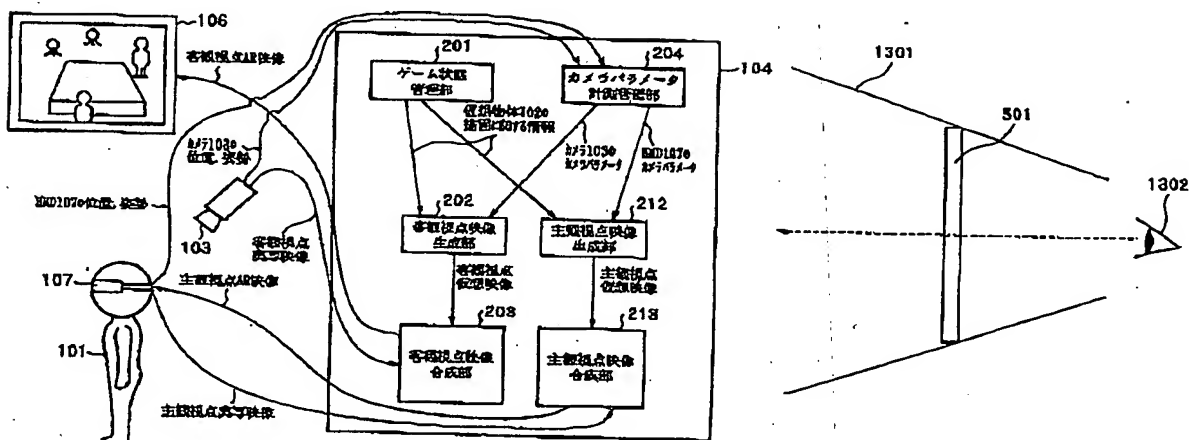 106
客観視点AR映像
201
ゲーム状態
管理部
204
カメラパラメータ
計測管理部
104
仮想物体102の
描画における情報
カメラ103の
位置、姿勢
カメラ103の
カメラパラメータ
HMD107の
カメラパラメータ
HMD107の位置、姿勢
103
客観視点
現実映像
202
客観視点映像
生成部
212
主観視点映像
生成部
107
主観視点AR映像
客観視点
仮想映像
主観視点
仮想映像
203
客観視点映像
合成部
213
主観視点映像
合成部
101
主観視点現実映像
1301
501
1302